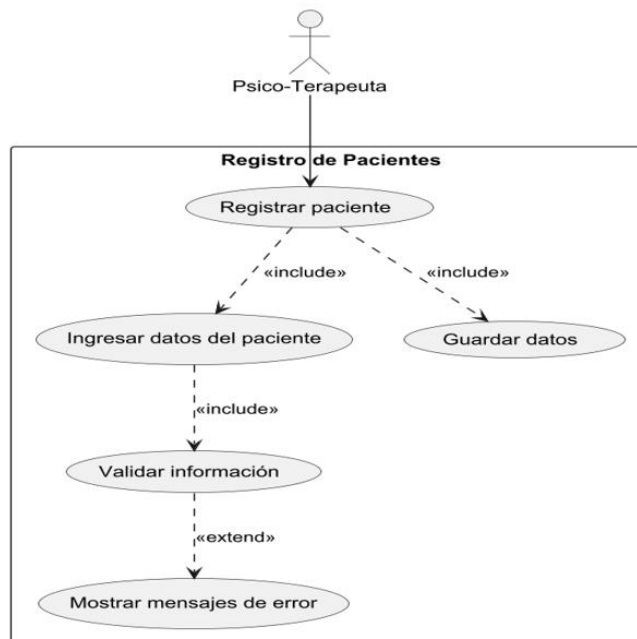 Psico-Terapeuta
Registro de Pacientes
Registrar paciente
«include»
«include»
Ingresar datos del paciente
Guardar datos
«include»
Validar información
«extend»
Mostrar mensajes de error